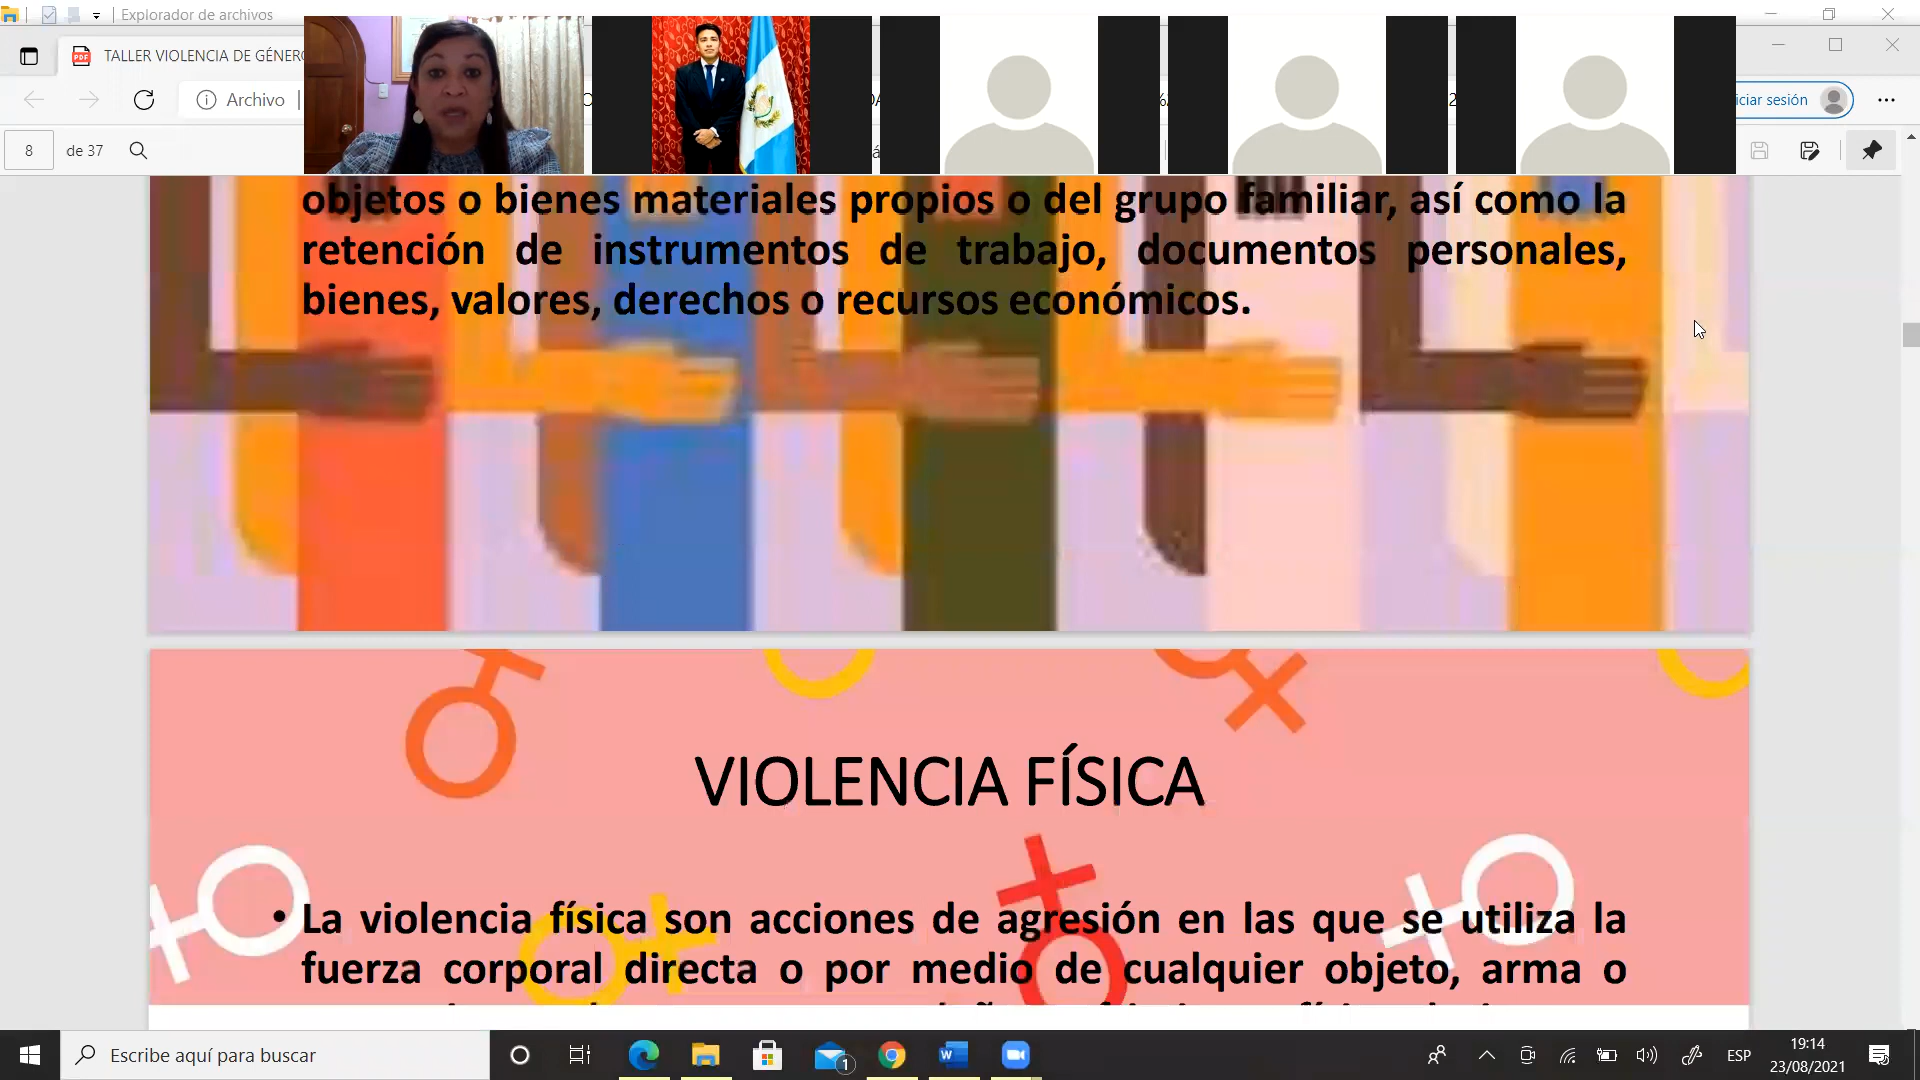 Explorador de archivos
TALLER VIOLENCIA DE GÉNERO
Archivo
iciar sesión
8 de 37
objetos o bienes materiales propios o del grupo familiar, así como la
retención de instrumentos de trabajo, documentos personales,
bienes, valores, derechos o recursos económicos.
VIOLENCIA FÍSICA
• La violencia física son acciones de agresión en las que se utiliza la
fuerza corporal directa o por medio de cualquier objeto, arma o
Escribe aquí para buscar
1
ESP
19:14
23/08/2021